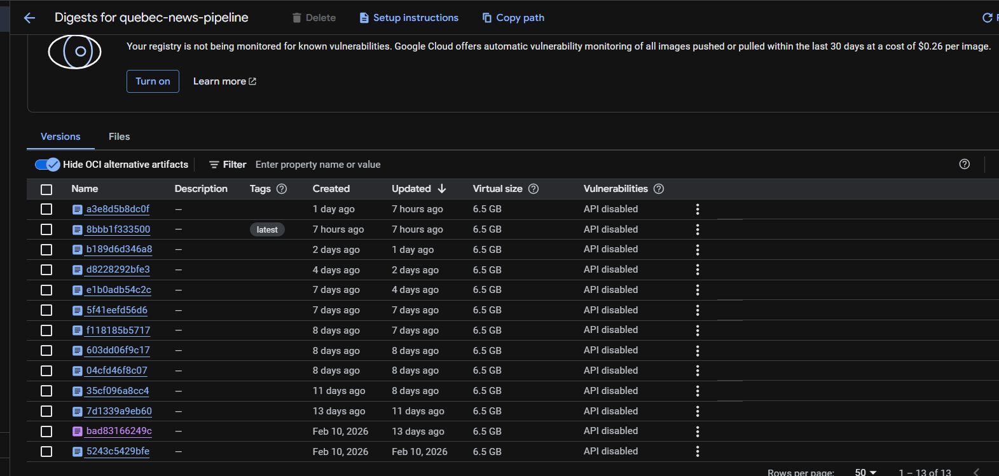 Digests for quebec-news-pipeline Delete Setup instructions Copy path
Your registry is not being monitored for known vulnerabilities. Google Cloud offers automatic vulnerability monitoring of all images pushed or pulled within the last 30 days at a cost of $0.26 per image.
Turn on Learn more
Versions Files
Hide OCI alternative artifacts Filter Enter property name or value
Name Description Tags Created Updated Virtual size Vulnerabilities
a3e8d5b8dc0f – 1 day ago 7 hours ago 6.5 GB API disabled
8bbb1f333500 – latest 7 hours ago 7 hours ago 6.5 GB API disabled
b189d6d346a8 – 2 days ago 1 day ago 6.5 GB API disabled
d8228292bfe3 – 4 days ago 2 days ago 6.5 GB API disabled
e1b0adb54c2c – 7 days ago 4 days ago 6.5 GB API disabled
5f41eefd56d6 – 7 days ago 7 days ago 6.5 GB API disabled
f118185b5717 – 8 days ago 7 days ago 6.5 GB API disabled
603dd06f9c17 – 8 days ago 8 days ago 6.5 GB API disabled
04cfd46f8c07 – 8 days ago 8 days ago 6.5 GB API disabled
35cf096a8cc4 – 11 days ago 8 days ago 6.5 GB API disabled
7d1339a9eb60 – 13 days ago 11 days ago 6.5 GB API disabled
bad83166249c – Feb 10, 2026 13 days ago 6.5 GB API disabled
5243c5429bfe – Feb 10, 2026 Feb 10, 2026 6.5 GB API disabled
Rows per page: 50 1 – 13 of 13